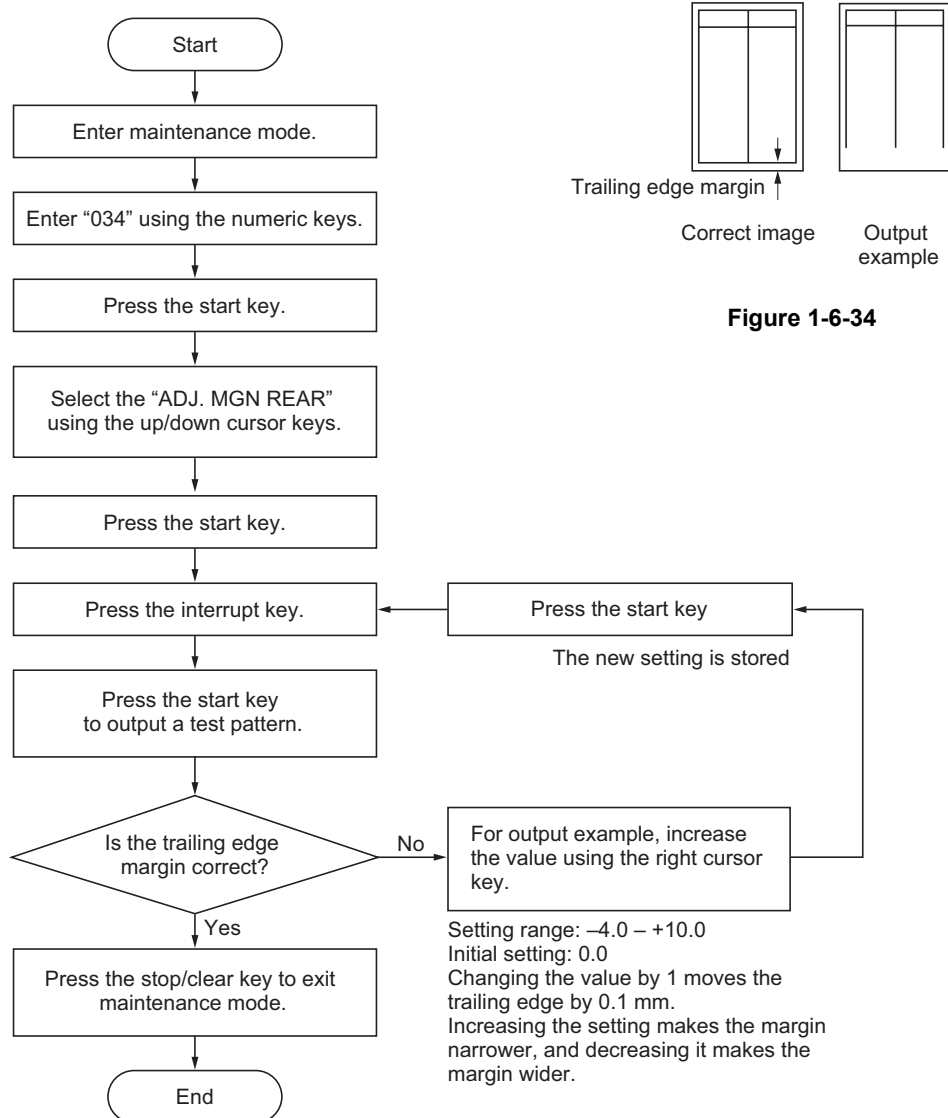 Start
Enter maintenance mode.
Enter “034” using the numeric keys.
Press the start key.
Select the “ADJ. MGN REAR”
using the up/down cursor keys.
Press the start key.
Press the interrupt key.
Press the start key
to output a test pattern.
Is the trailing edge
margin correct?
No
Yes
Press the stop/clear key to exit
maintenance mode.
End
Press the start key
The new setting is stored
For output example, increase
the value using the right cursor
key.
Setting range: –4.0 – +10.0
Initial setting: 0.0
Changing the value by 1 moves the
trailing edge by 0.1 mm.
Increasing the setting makes the margin
narrower, and decreasing it makes the
margin wider.
Trailing edge margin
Correct image
Output
example
Figure 1-6-34